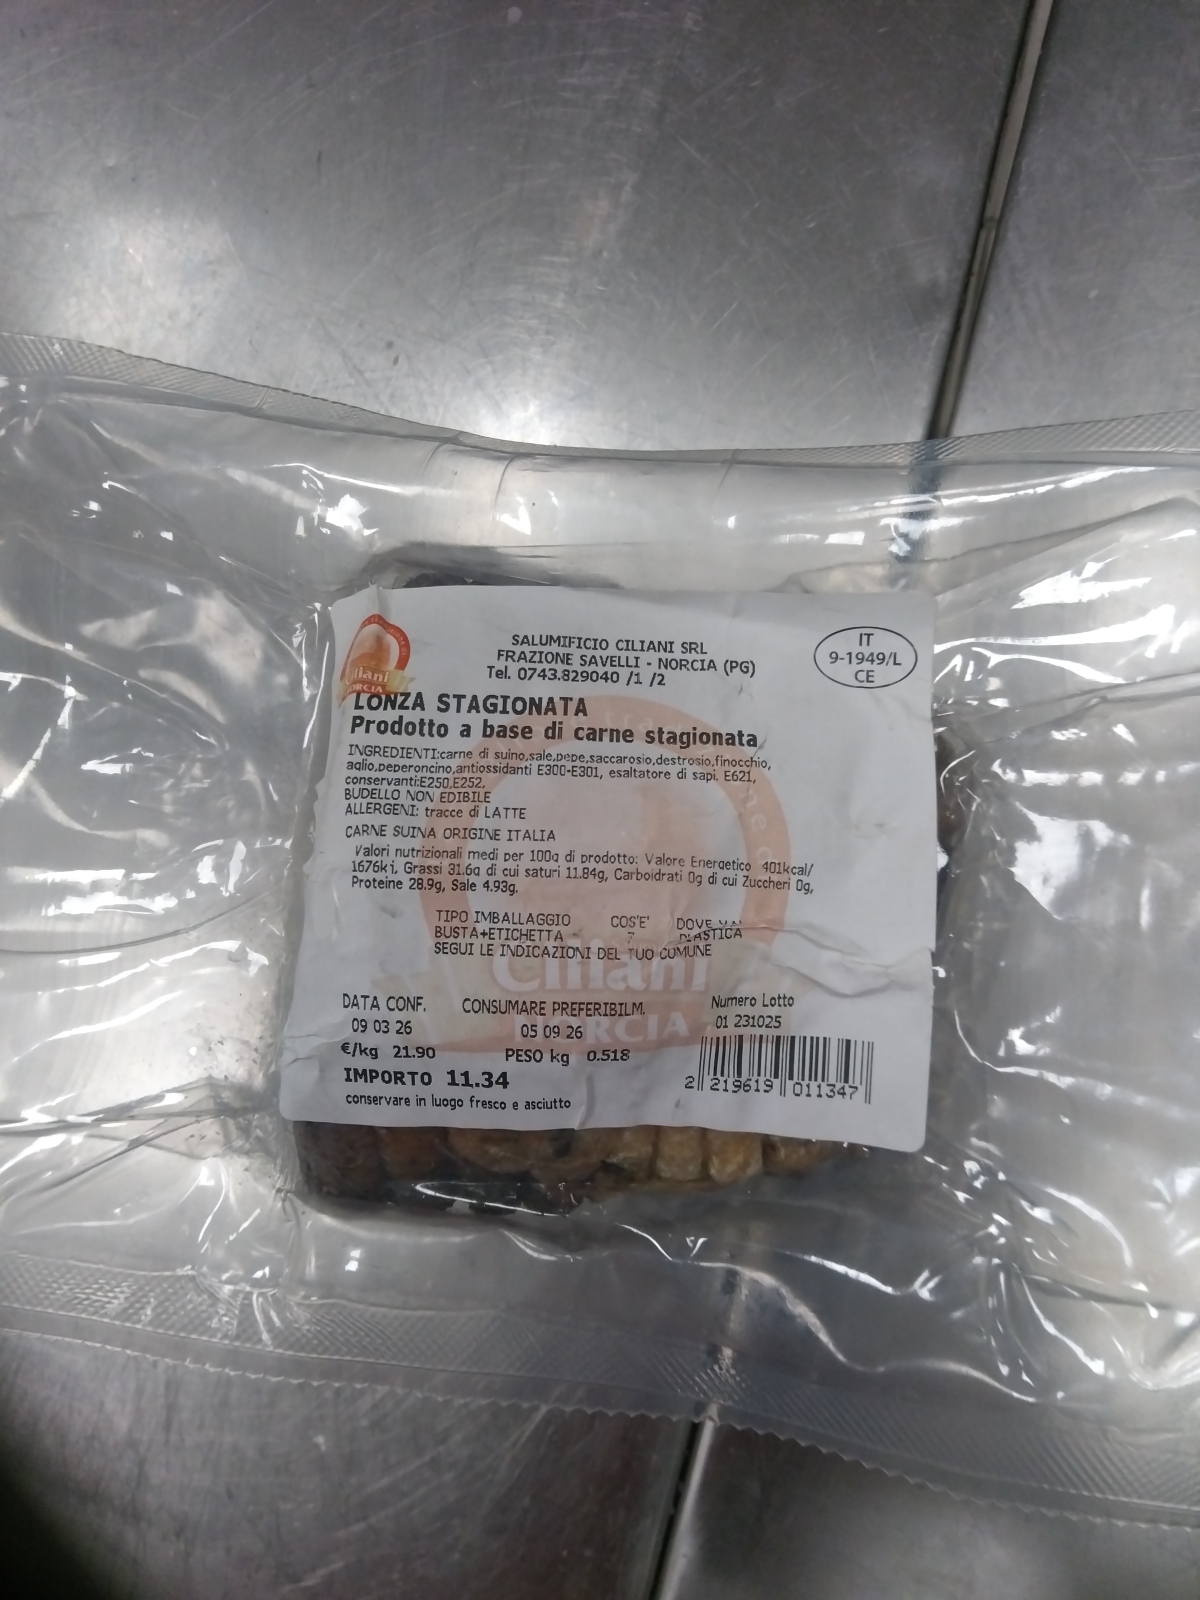 SALUMIFICIO CILIANI SRL
FRAZIONE SAVELLI - NORCIA (PG)
Tel. 0743.829040 /1 /2
IT
9-1949/L
CE
LONZA STAGIONATA
Prodotto a base di carne stagionata
INGREDIENTI:carne di suino,sale,pepe,saccarosio,destrosio,finocchio,
aglio,peperoncino,antiossidanti E300-E301, esaltatore di sapi. E621,
conservanti:E250,E252.
BUDELLO NON EDIBILE
ALLERGENI: tracce di LATTE
CARNE SUINA ORIGINE ITALIA
Valori nutrizionali medi per 100g di prodotto: Valore Energetico 401kcal/
1676kj, Grassi 31.6g di cui saturi 11.84g, Carboidrati 0g di cui Zuccheri 0g,
Proteine 28.9g, Sale 4.93g.
TIPO IMBALLAGGIO COS'E' DOVE
BUSTA+ETICHETTA 7 PLASTICA
SEGUI LE INDICAZIONI DEL TUO COMUNE
Ciliani
NORCIA
DATA CONF. CONSUMARE PREFERIBILM. Numero Lotto
09 03 26 05 09 26 01 231025
€/kg 21.90 PESO kg 0.518
IMPORTO 11.34
conservare in luogo fresco e asciutto
2 219619 011347